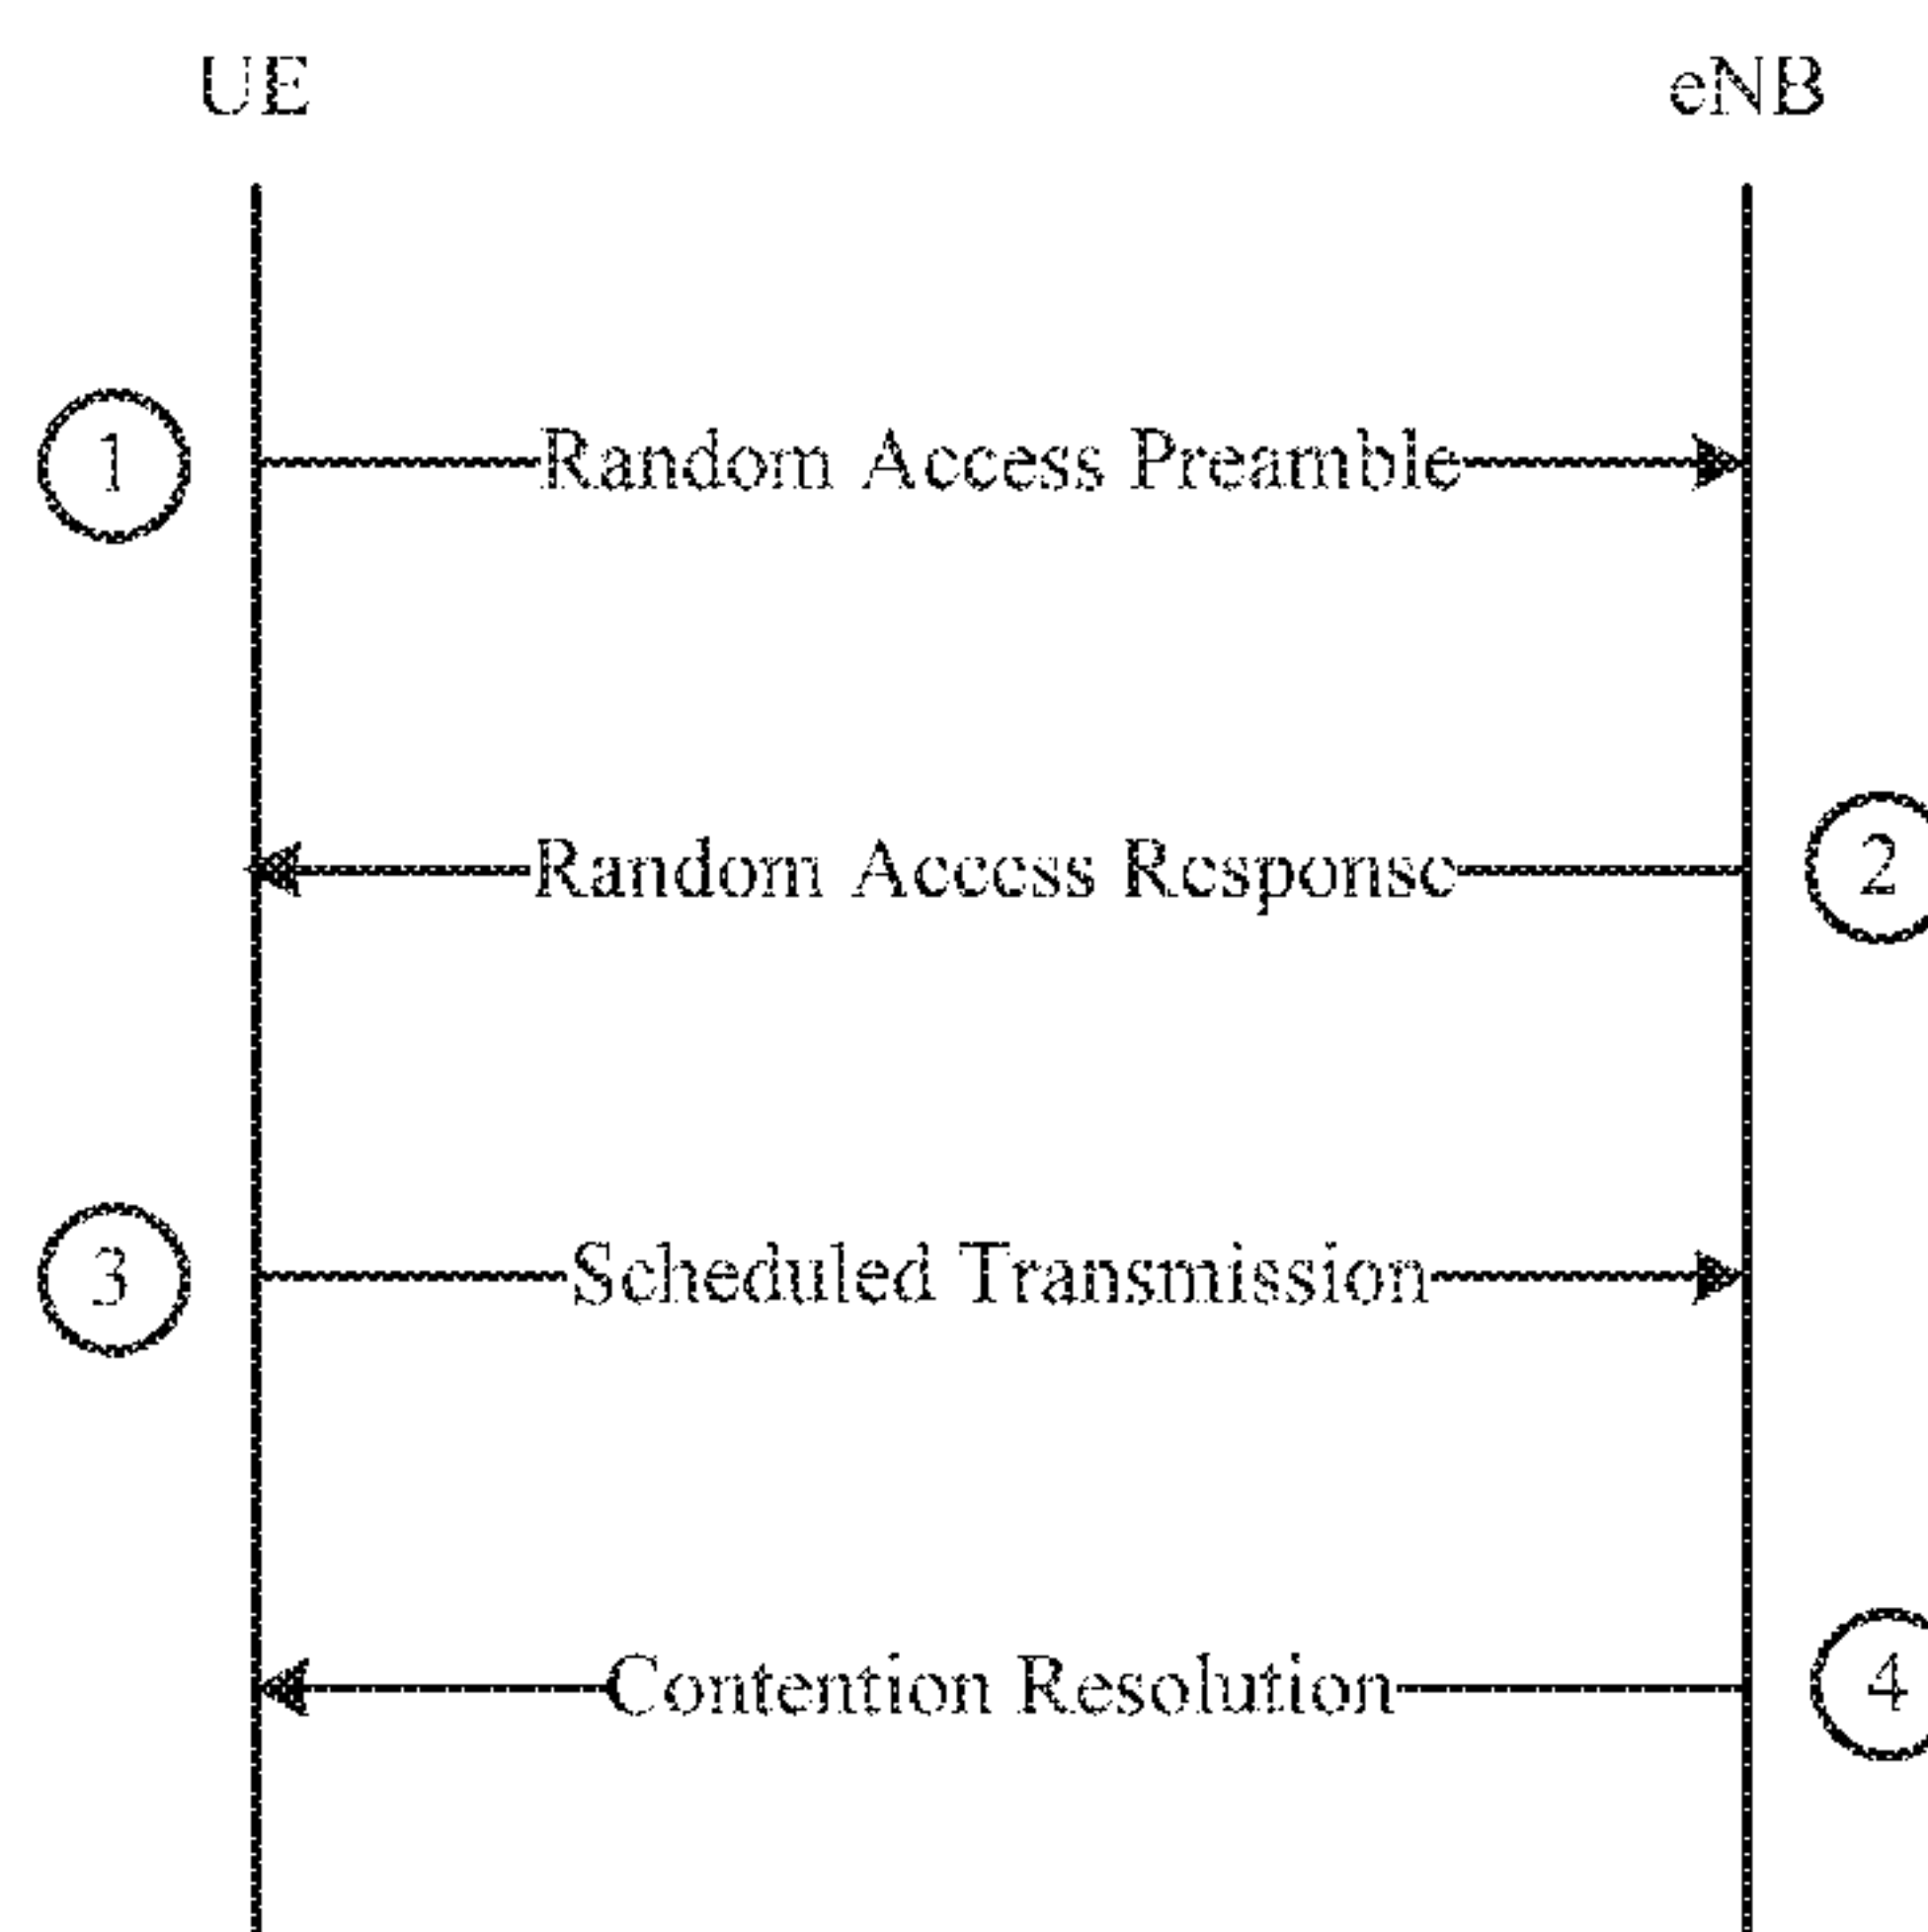 UE eNB
1 Random Access Preamble
Random Access Response 2
3 Scheduled Transmission
Contention Resolution 4